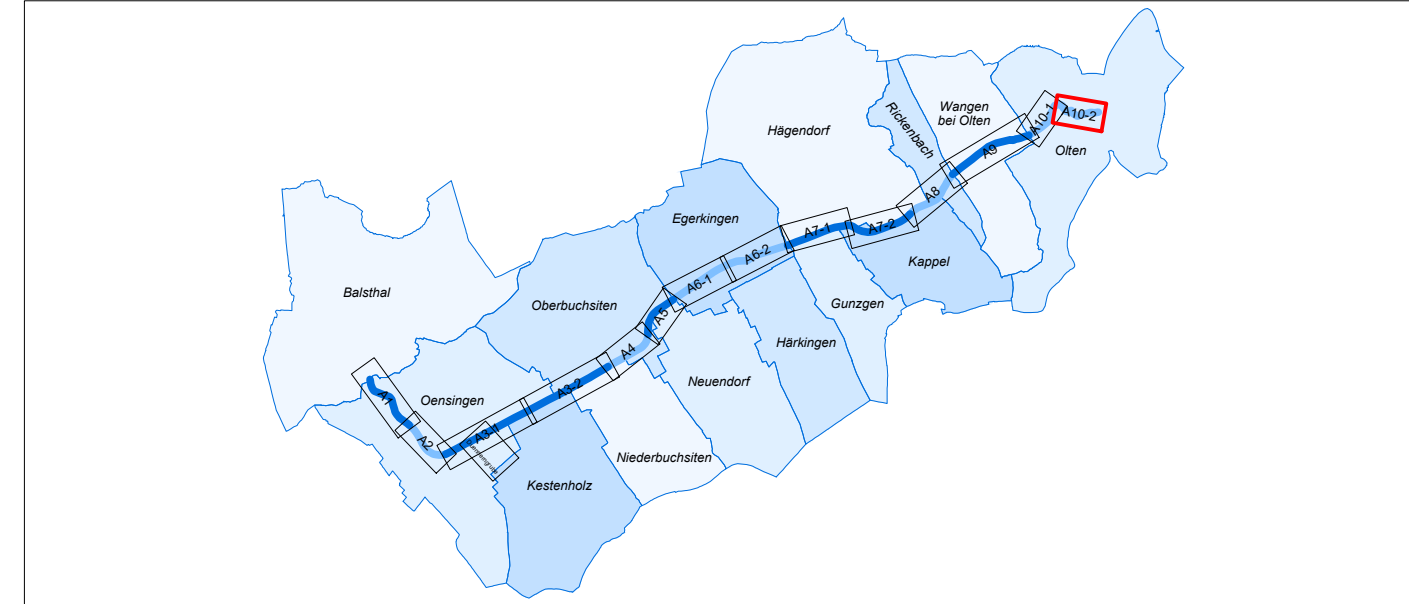 Hägendorf
Rickenbach
Wangen
bei Olten
A10-1
A10-2
Olten
A9
A8
Egerkingen
A7-1
A7-2
A6-2
A6-1
Kappel
Balsthal
Oberbuchsiten
Gunzgen
A5
Härkingen
A4
Neuendorf
A3-2
Oensingen
A1
A2
A3-1
Niederbuchsiten
Kestenholz